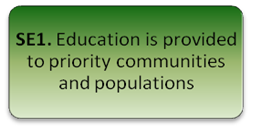 SE1. Education is provided
to priority communities
and populations